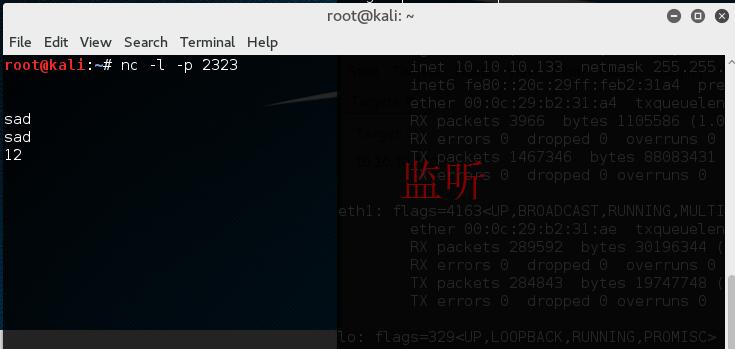 root@kali: ~
File Edit View Search Terminal Help
root@kali:~# nc -l -p 2323
sad
sad
12
监听
inet 10.10.10.133 netmask 255.255.
inet6 fe80::20c:29ff:feb2:31a4 pre
ether 00:0c:29:b2:31:a4 txqueuelen
RX packets 3966 bytes 1105586 (1.0
RX errors 0 dropped 0 overruns 0
TX packets 1467346 bytes 88083431
TX errors 0 dropped 0 overruns 0
eth1: flags=4163<UP,BROADCAST,RUNNING,MULTI
ether 00:0c:29:b2:31:ae txqueuelen
RX packets 289592 bytes 30196344 (
RX errors 0 dropped 0 overruns 0
TX packets 284843 bytes 19747748 (
TX errors 0 dropped 0 overruns 0
lo: flags=329<UP,LOOPBACK,RUNNING,PROMISC>